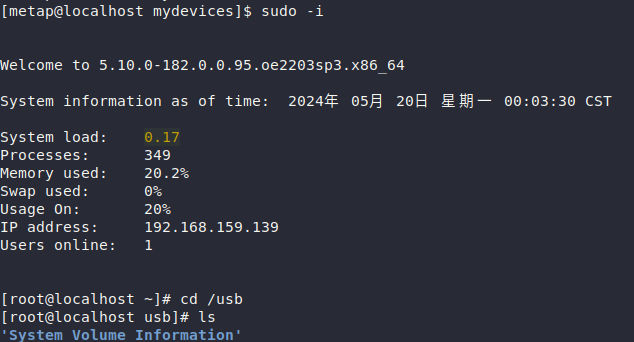 [metap@localhost mydevices]$ sudo -i
Welcome to 5.10.0-182.0.0.95.oe2203sp3.x86_64
System information as of time:  2024年 05月 20日 星期一 00:03:30 CST
System load:    0.17
Processes:      349
Memory used:    20.2%
Swap used:      0%
Usage On:       20%
IP address:     192.168.159.139
Users online:   1
[root@localhost ~]# cd /usb
[root@localhost usb]# ls
'System Volume Information'